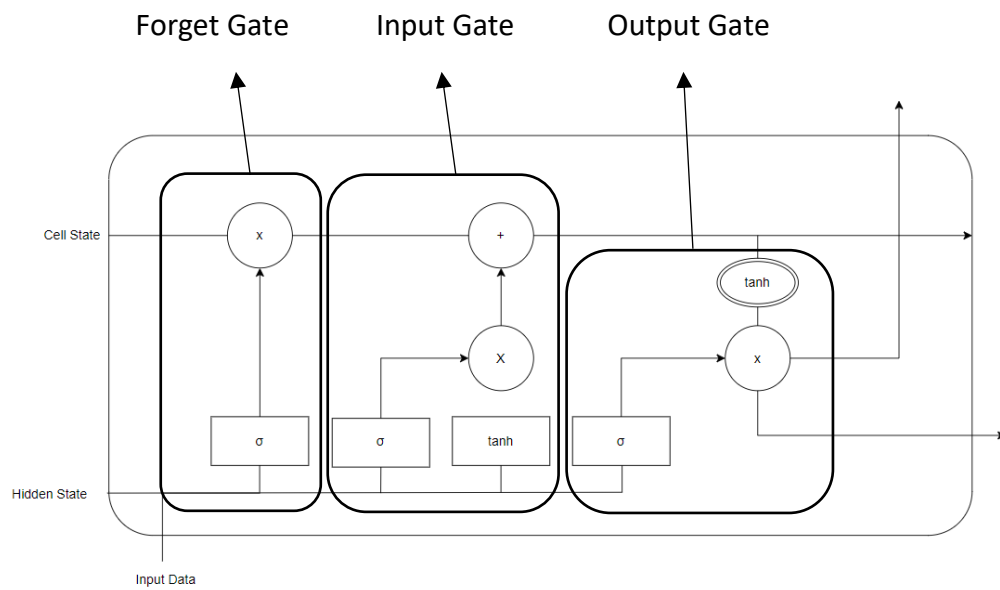 Forget Gate
Input Gate
Output Gate
Cell State
x
+
tanh
X
x
σ
σ
tanh
σ
Hidden State
Input Data